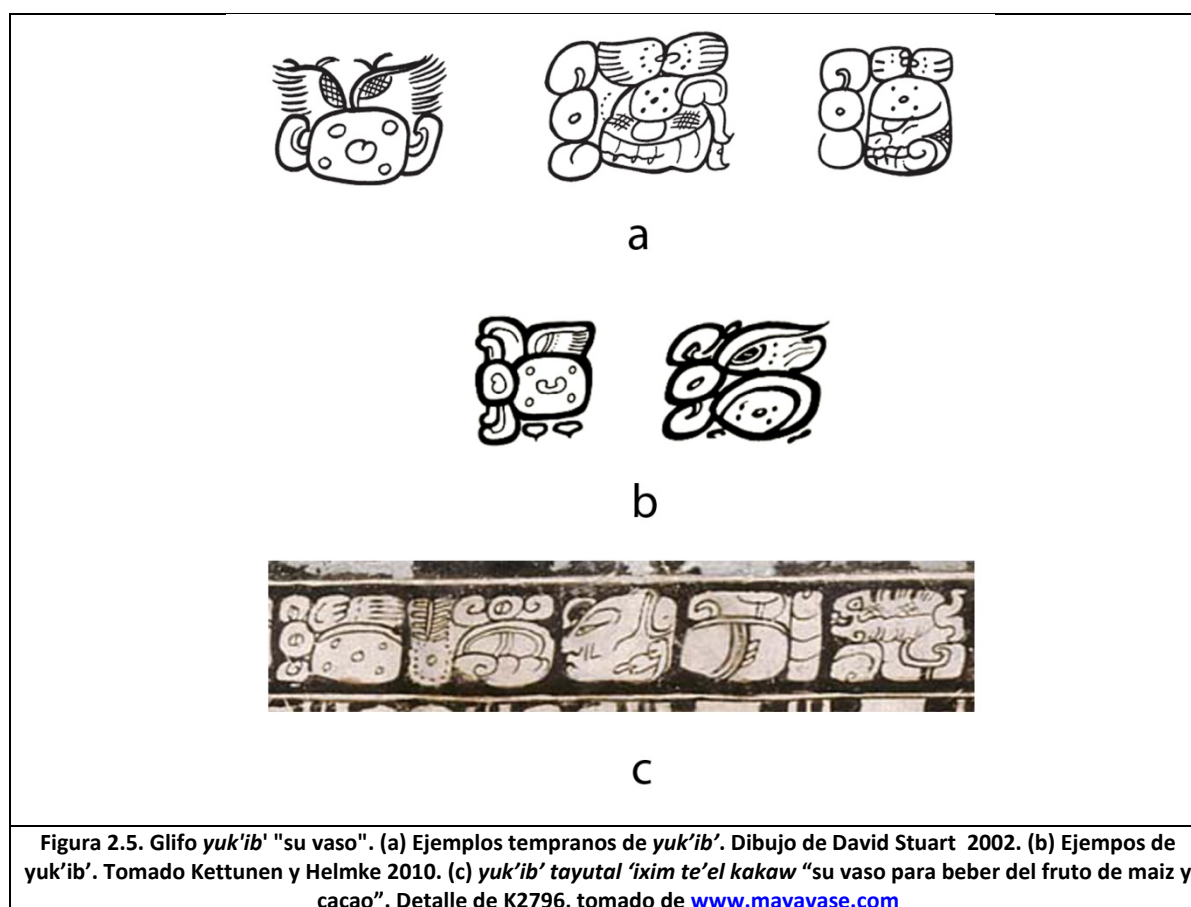 a
b
c
Figura 2.5. Glifo yuk'ib' "su vaso". (a) Ejemplos tempranos de yuk’ib’. Dibujo de David Stuart 2002. (b) Ejempos de
yuk’ib’. Tomado Kettunen y Helmke 2010. (c) yuk’ib’ tayutal ‘ixim te’el kakaw “su vaso para beber del fruto de maiz y
cacao”. Detalle de K2796, tomado de www.mayavase.com